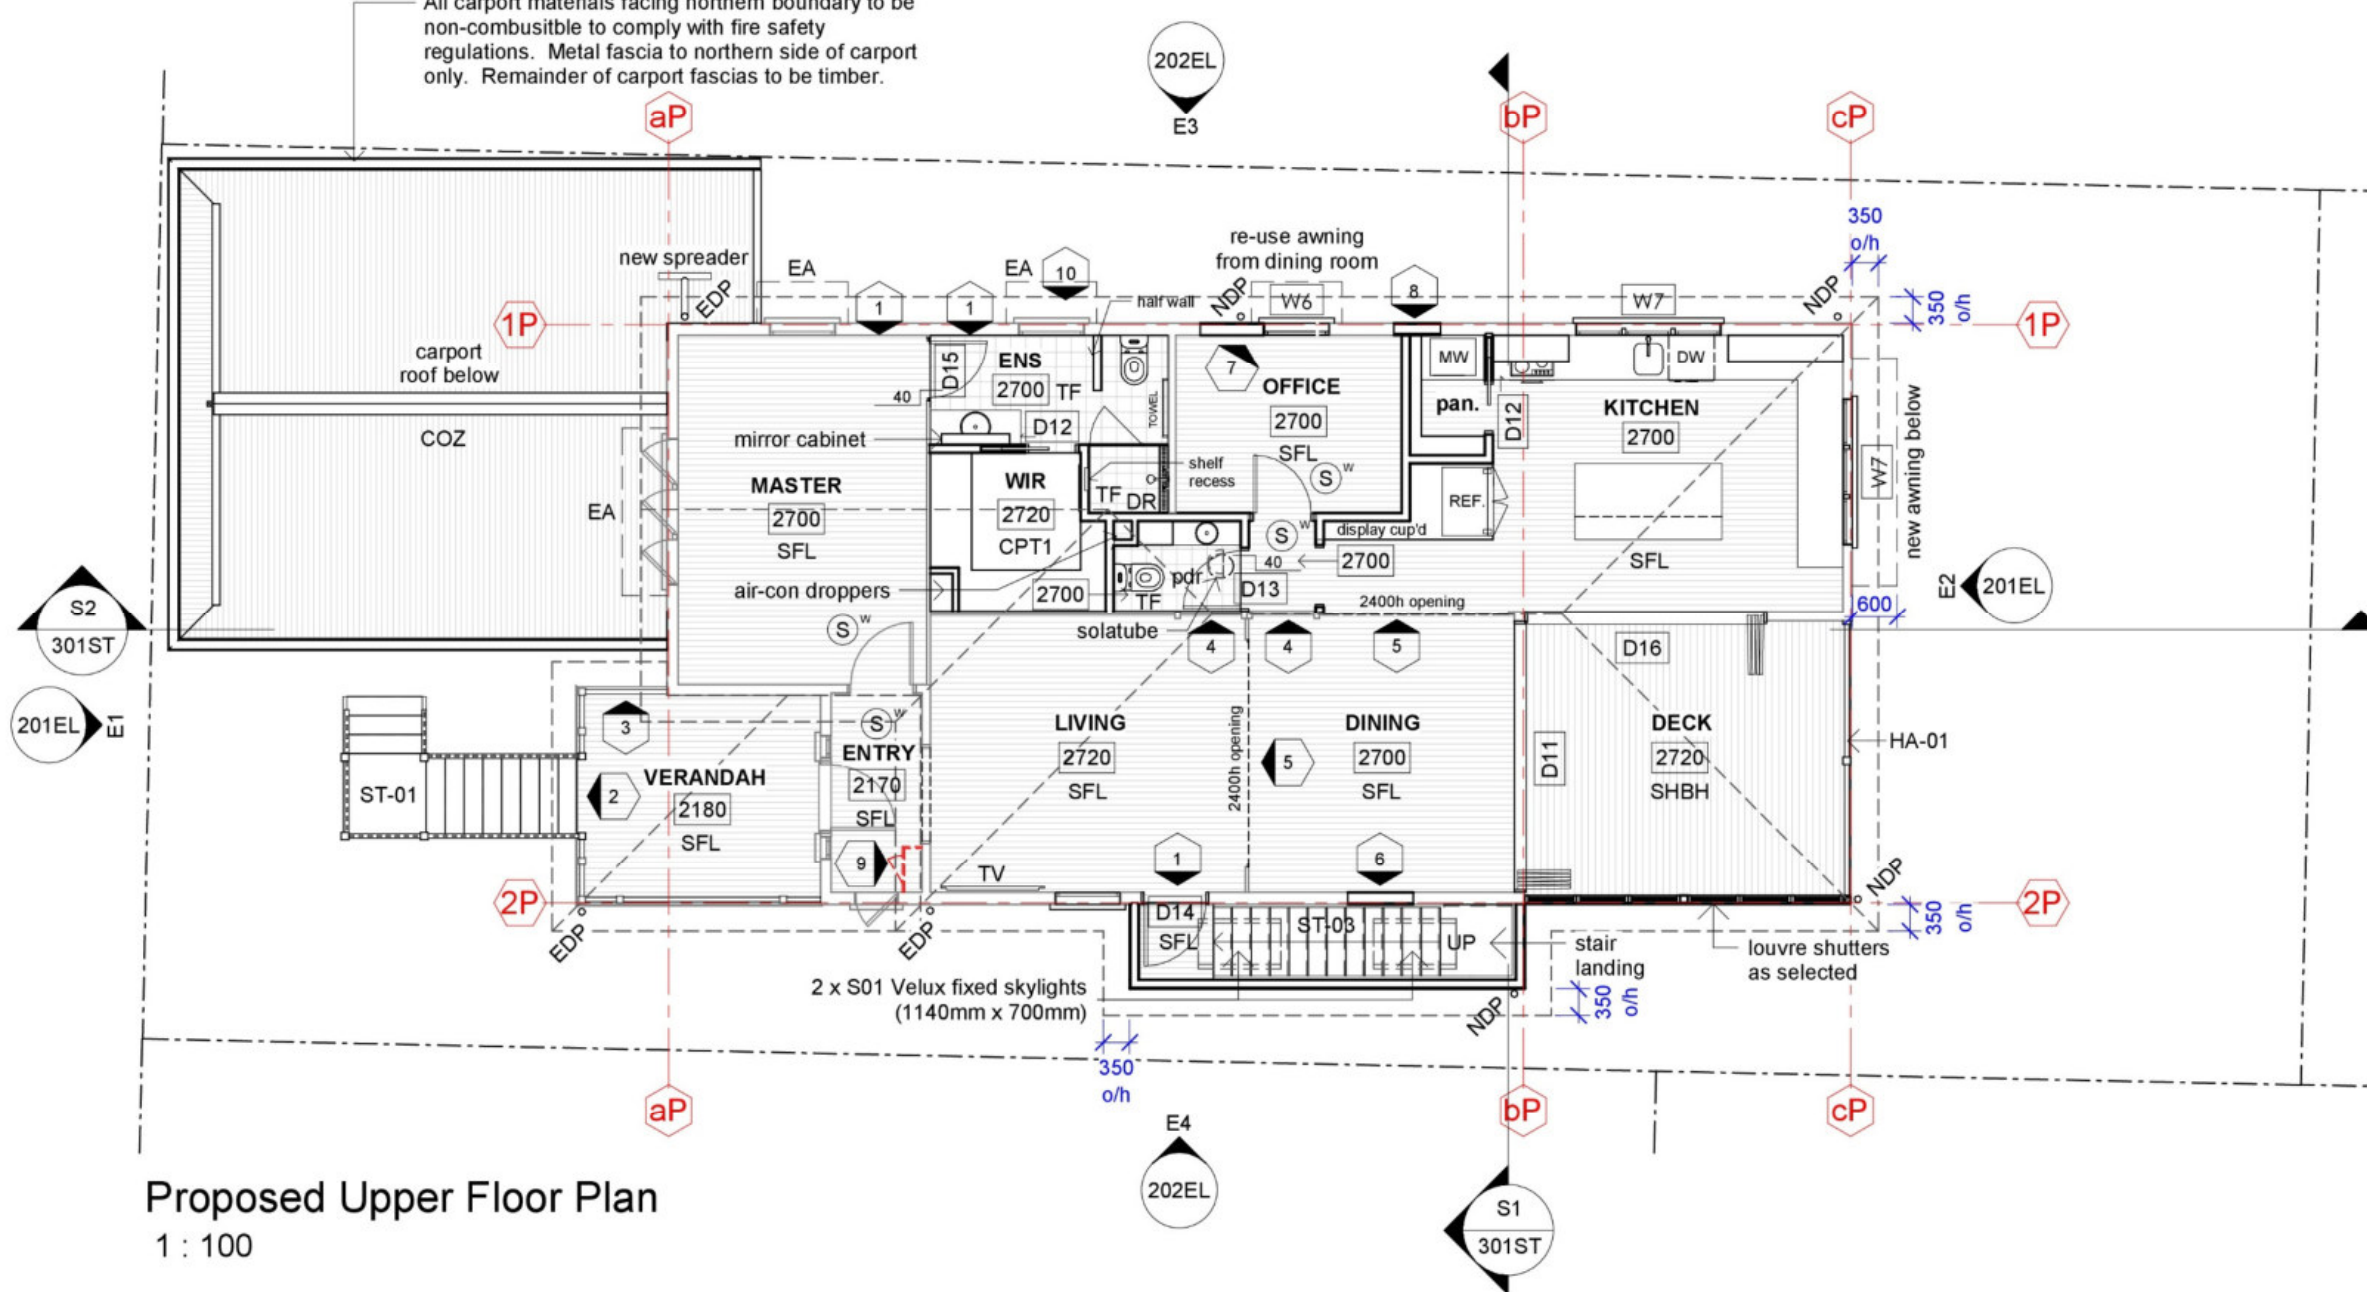 All carport materials facing northern boundary to be
non-combusitble to comply with fire safety
regulations. Metal fascia to northern side of carport
only. Remainder of carport fascias to be timber.
202EL
E3
aP
bP
cP
350
o/h
new spreader
EA
EA
10
re-use awning
from dining room
EDP
1
1
half wall
NDP
W6
8
W7
NDP
350
o/h
1P
1P
carport
roof below
D15
ENS
2700
TF
40
TOWEL
7
OFFICE
2700
SFL
MW
pan.
D12
DW
KITCHEN
2700
new awning below
W7
COZ
mirror cabinet
D12
MASTER
2700
SFL
EA
WIR
2720
CPT1
TF
DR
shelf
recess
S
W
REF.
S
W
display cup'd
40
2700
SFL
air-con droppers
2700
pdr
TF
D13
2400h opening
600
E2
201EL
S2
301ST
S
W
solatube
4
4
5
D16
201EL
E1
3
S
W
ENTRY
2170
SFL
LIVING
2720
SFL
2400h opening
5
DINING
2700
SFL
D11
DECK
2720
SHBH
HA-01
ST-01
2
VERANDAH
2180
SFL
9
TV
1
6
NDP
2P
2P
EDP
EDP
D14
SFL
ST-03
UP
stair
landing
louvre shutters
as selected
350
o/h
2 x S01 Velux fixed skylights
(1140mm x 700mm)
NDP
350
o/h
350
o/h
aP
bP
cP
E4
202EL
S1
301ST
Proposed Upper Floor Plan
1 : 100